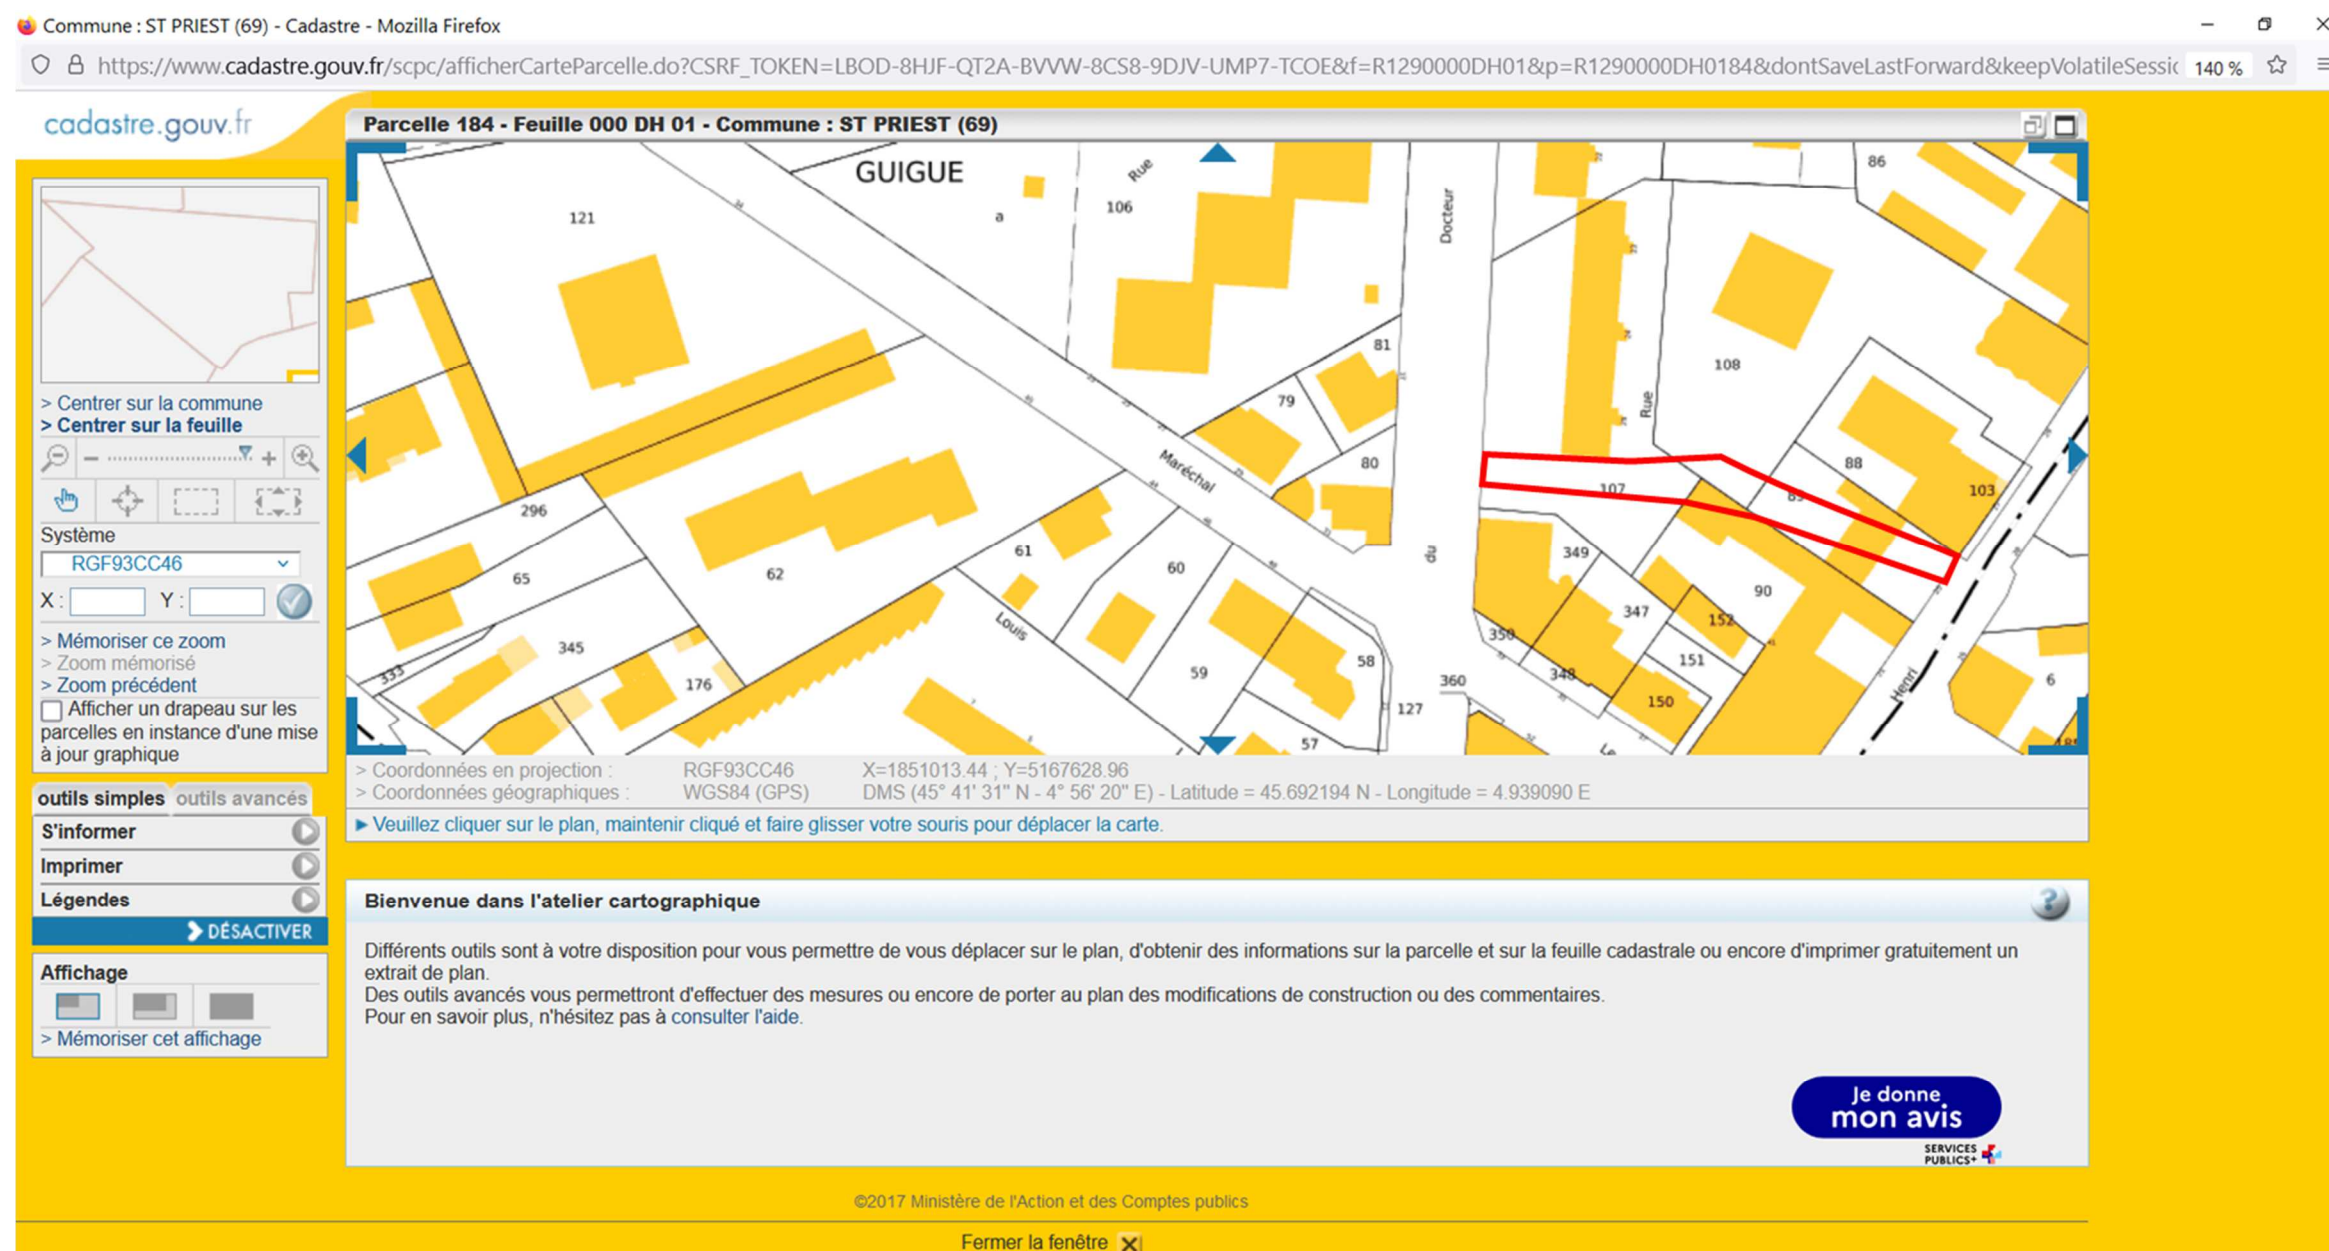 Commune : ST PRIEST (69) - Cadastre - Mozilla Firefox
https://www.cadastre.gouv.fr/scpc/afficherCarteParcelle.do?CSRF_TOKEN=LBOD-8HJF-QT2A-BVVW-8CS8-9DJV-UMP7-TCOE&f=R1290000DH01&p=R1290000DH0184&dontSaveLastForward&keepVolatileSessic 140 %
cadastre.gouv.fr
Parcelle 184 - Feuille 000 DH 01 - Commune : ST PRIEST (69)
GUIGUE
121
a
106
Rue
Docteur
86
81
79
80
108
Rue
88
103
107
Maréchal
296
65
62
61
60
345
333
176
Louis
59
58
57
127
360
du
349
347
350
348
90
152
151
150
Henri
6
Le
> Centrer sur la commune
> Centrer sur la feuille
Système
RGF93CC46
X : Y :
> Mémoriser ce zoom
> Zoom mémorisé
> Zoom précédent
Afficher un drapeau sur les
parcelles en instance d'une mise
à jour graphique
> Coordonnées en projection : RGF93CC46 X=1851013.44 ; Y=5167628.96
> Coordonnées géographiques : WGS84 (GPS) DMS (45° 41' 31" N - 4° 56' 20" E) - Latitude = 45.692194 N - Longitude = 4.939090 E
Veuillez cliquer sur le plan, maintenir cliqué et faire glisser votre souris pour déplacer la carte.
outils simples outils avancés
S'informer
Imprimer
Légendes
DÉSACTIVER
Affichage
> Mémoriser cet affichage
Bienvenue dans l'atelier cartographique
?
Différents outils sont à votre disposition pour vous permettre de vous déplacer sur le plan, d'obtenir des informations sur la parcelle et sur la feuille cadastrale ou encore d'imprimer gratuitement un
extrait de plan.
Des outils avancés vous permettront d'effectuer des mesures ou encore de porter au plan des modifications de construction ou des commentaires.
Pour en savoir plus, n'hésitez pas à consulter l'aide.
Je donne
mon avis
SERVICES
PUBLICS+
©2017 Ministère de l'Action et des Comptes publics
Fermer la fenêtre X